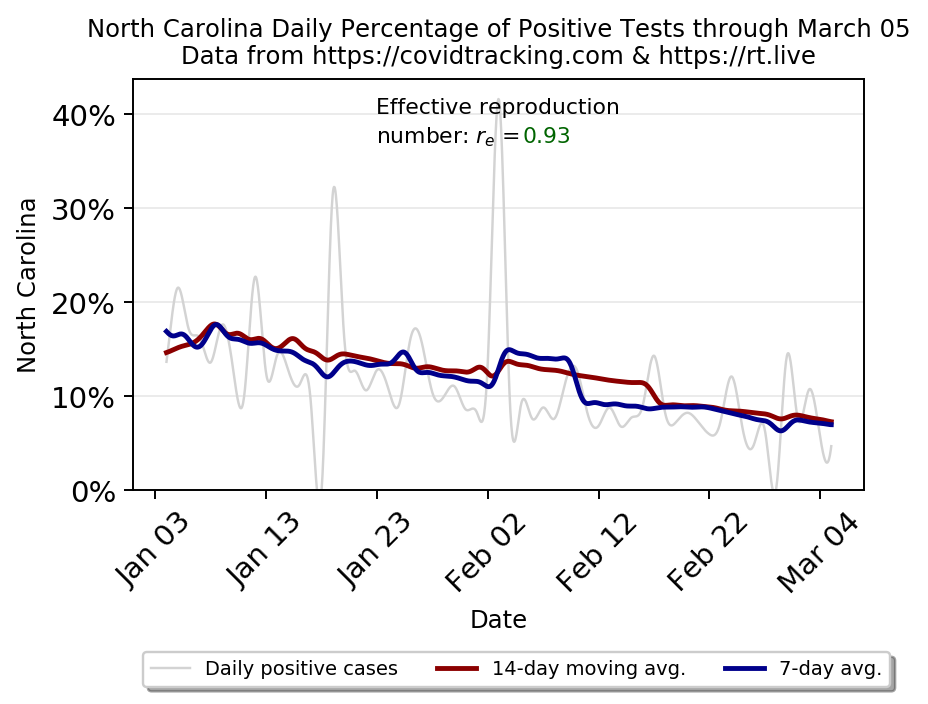 North Carolina Daily Percentage of Positive Tests through March 05
Data from https://covidtracking.com & https://rt.live
Effective reproduction
number: rₑ = 0.93
North Carolina
40%
30%
20%
10%
0%
Jan 03
Jan 13
Jan 23
Feb 02
Feb 12
Feb 22
Mar 04
Date
Daily positive cases
14-day moving avg.
7-day avg.